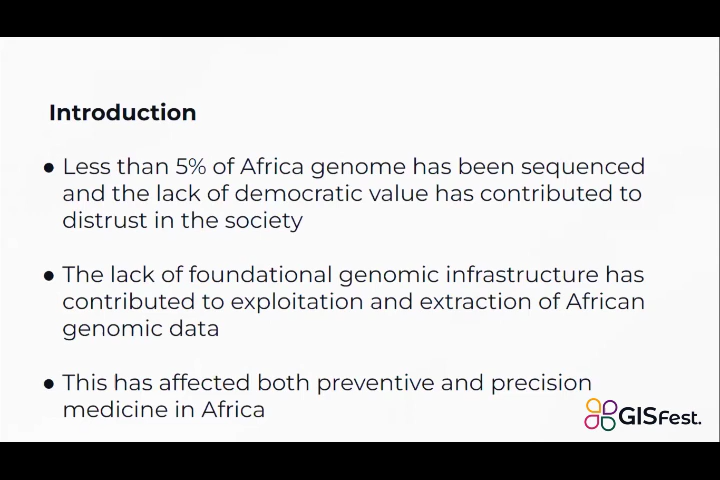 Introduction
● Less than 5% of Africa genome has been sequenced
and the lack of democratic value has contributed to
distrust in the society
● The lack of foundational genomic infrastructure has
contributed to exploitation and extraction of African
genomic data
● This has affected both preventive and precision
medicine in Africa
GISFest.